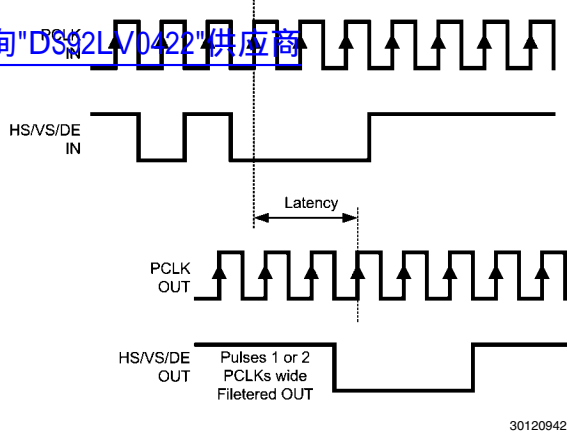 询"DS92LV0422"供应商
PCLK
IN
HS/VS/DE
IN
Latency
PCLK
OUT
HS/VS/DE
OUT
Pulses 1 or 2
PCLKs wide
Filetered OUT
30120942